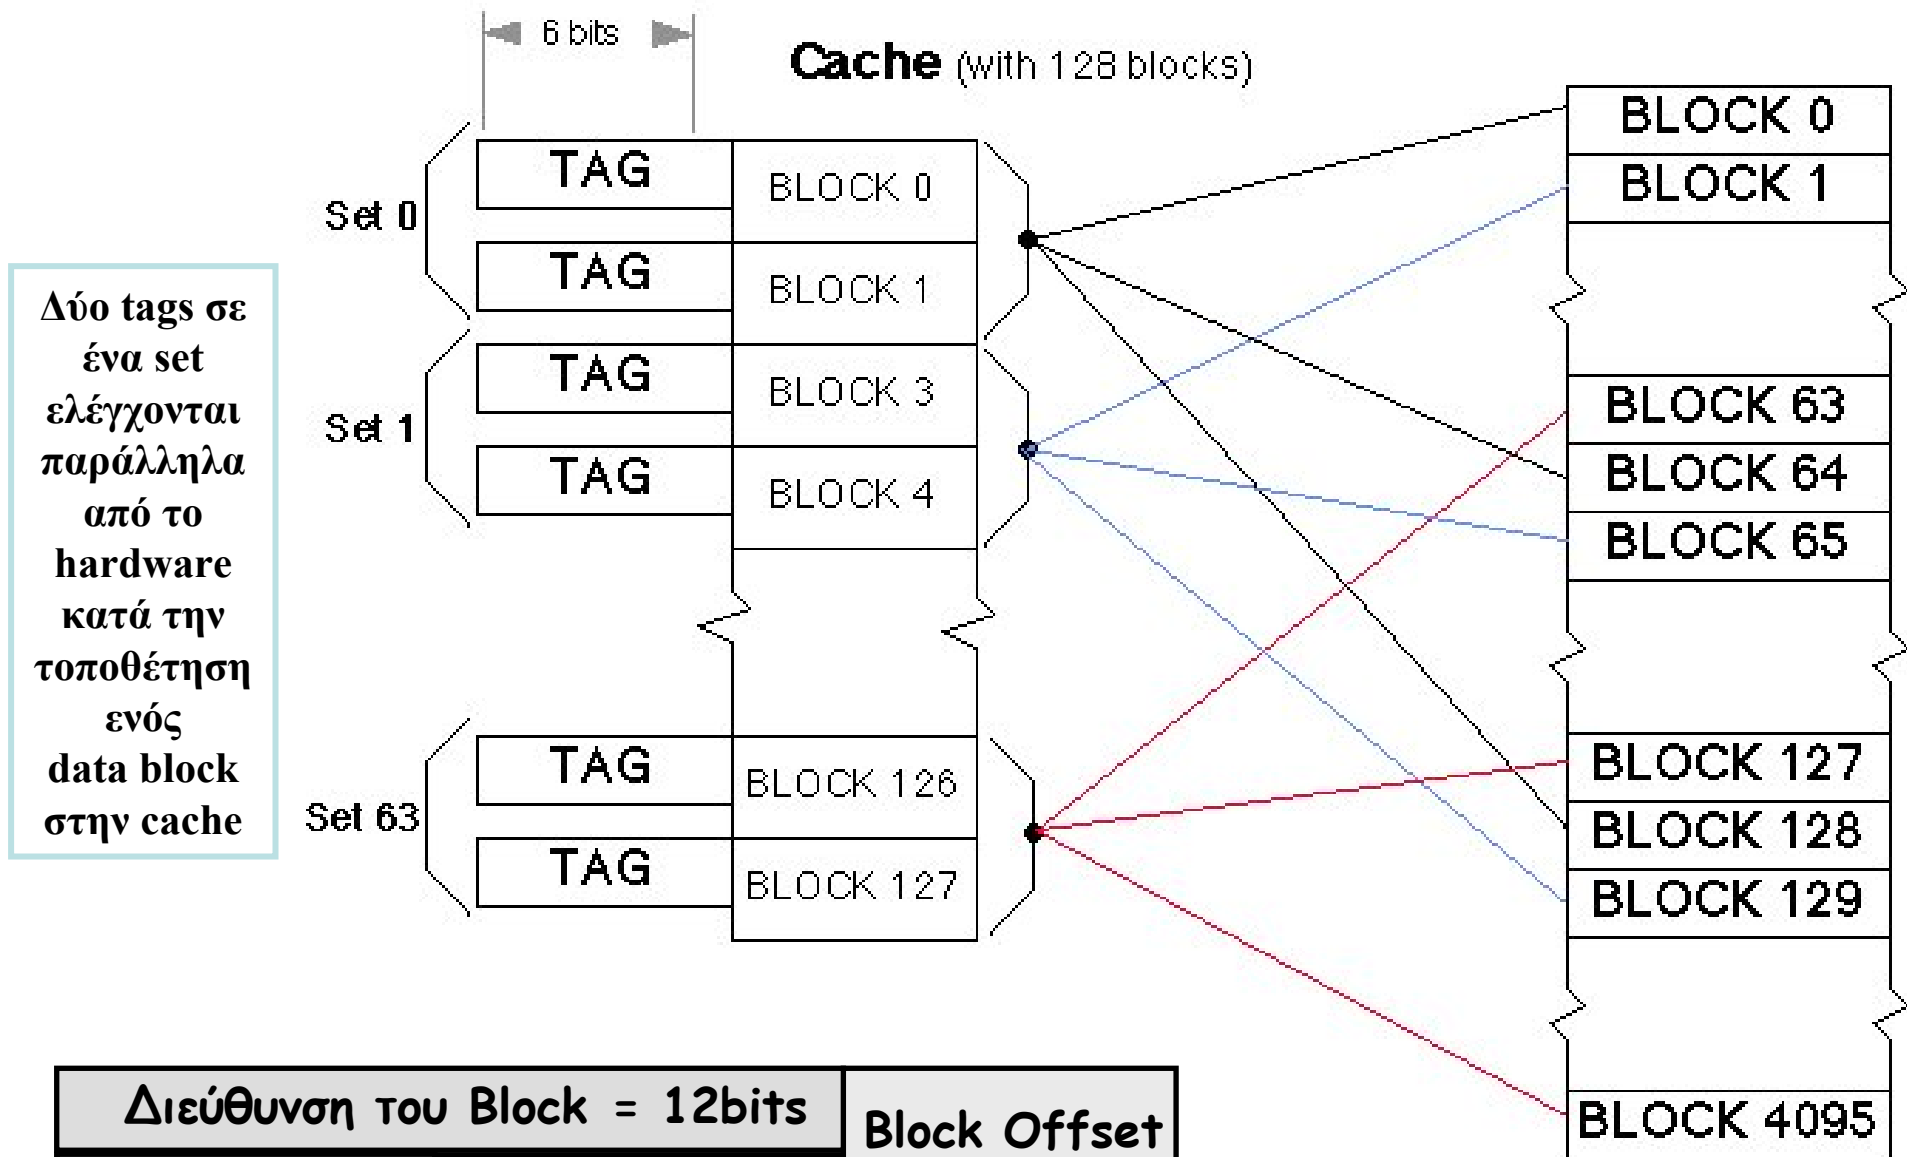 6 bits
Cache (with 128 blocks)
Set 0
TAG
BLOCK 0
TAG
BLOCK 1
Set 1
TAG
BLOCK 3
TAG
BLOCK 4
Set 63
TAG
BLOCK 126
TAG
BLOCK 127
BLOCK 0
BLOCK 1
BLOCK 63
BLOCK 64
BLOCK 65
BLOCK 127
BLOCK 128
BLOCK 129
BLOCK 4095
Δύο tags σε
ένα set
ελέγχονται
παράλληλα
από το
hardware
κατά την
τοποθέτηση
ενός
data block
στην cache
Διεύθυνση του Block = 12bits
Block Offset